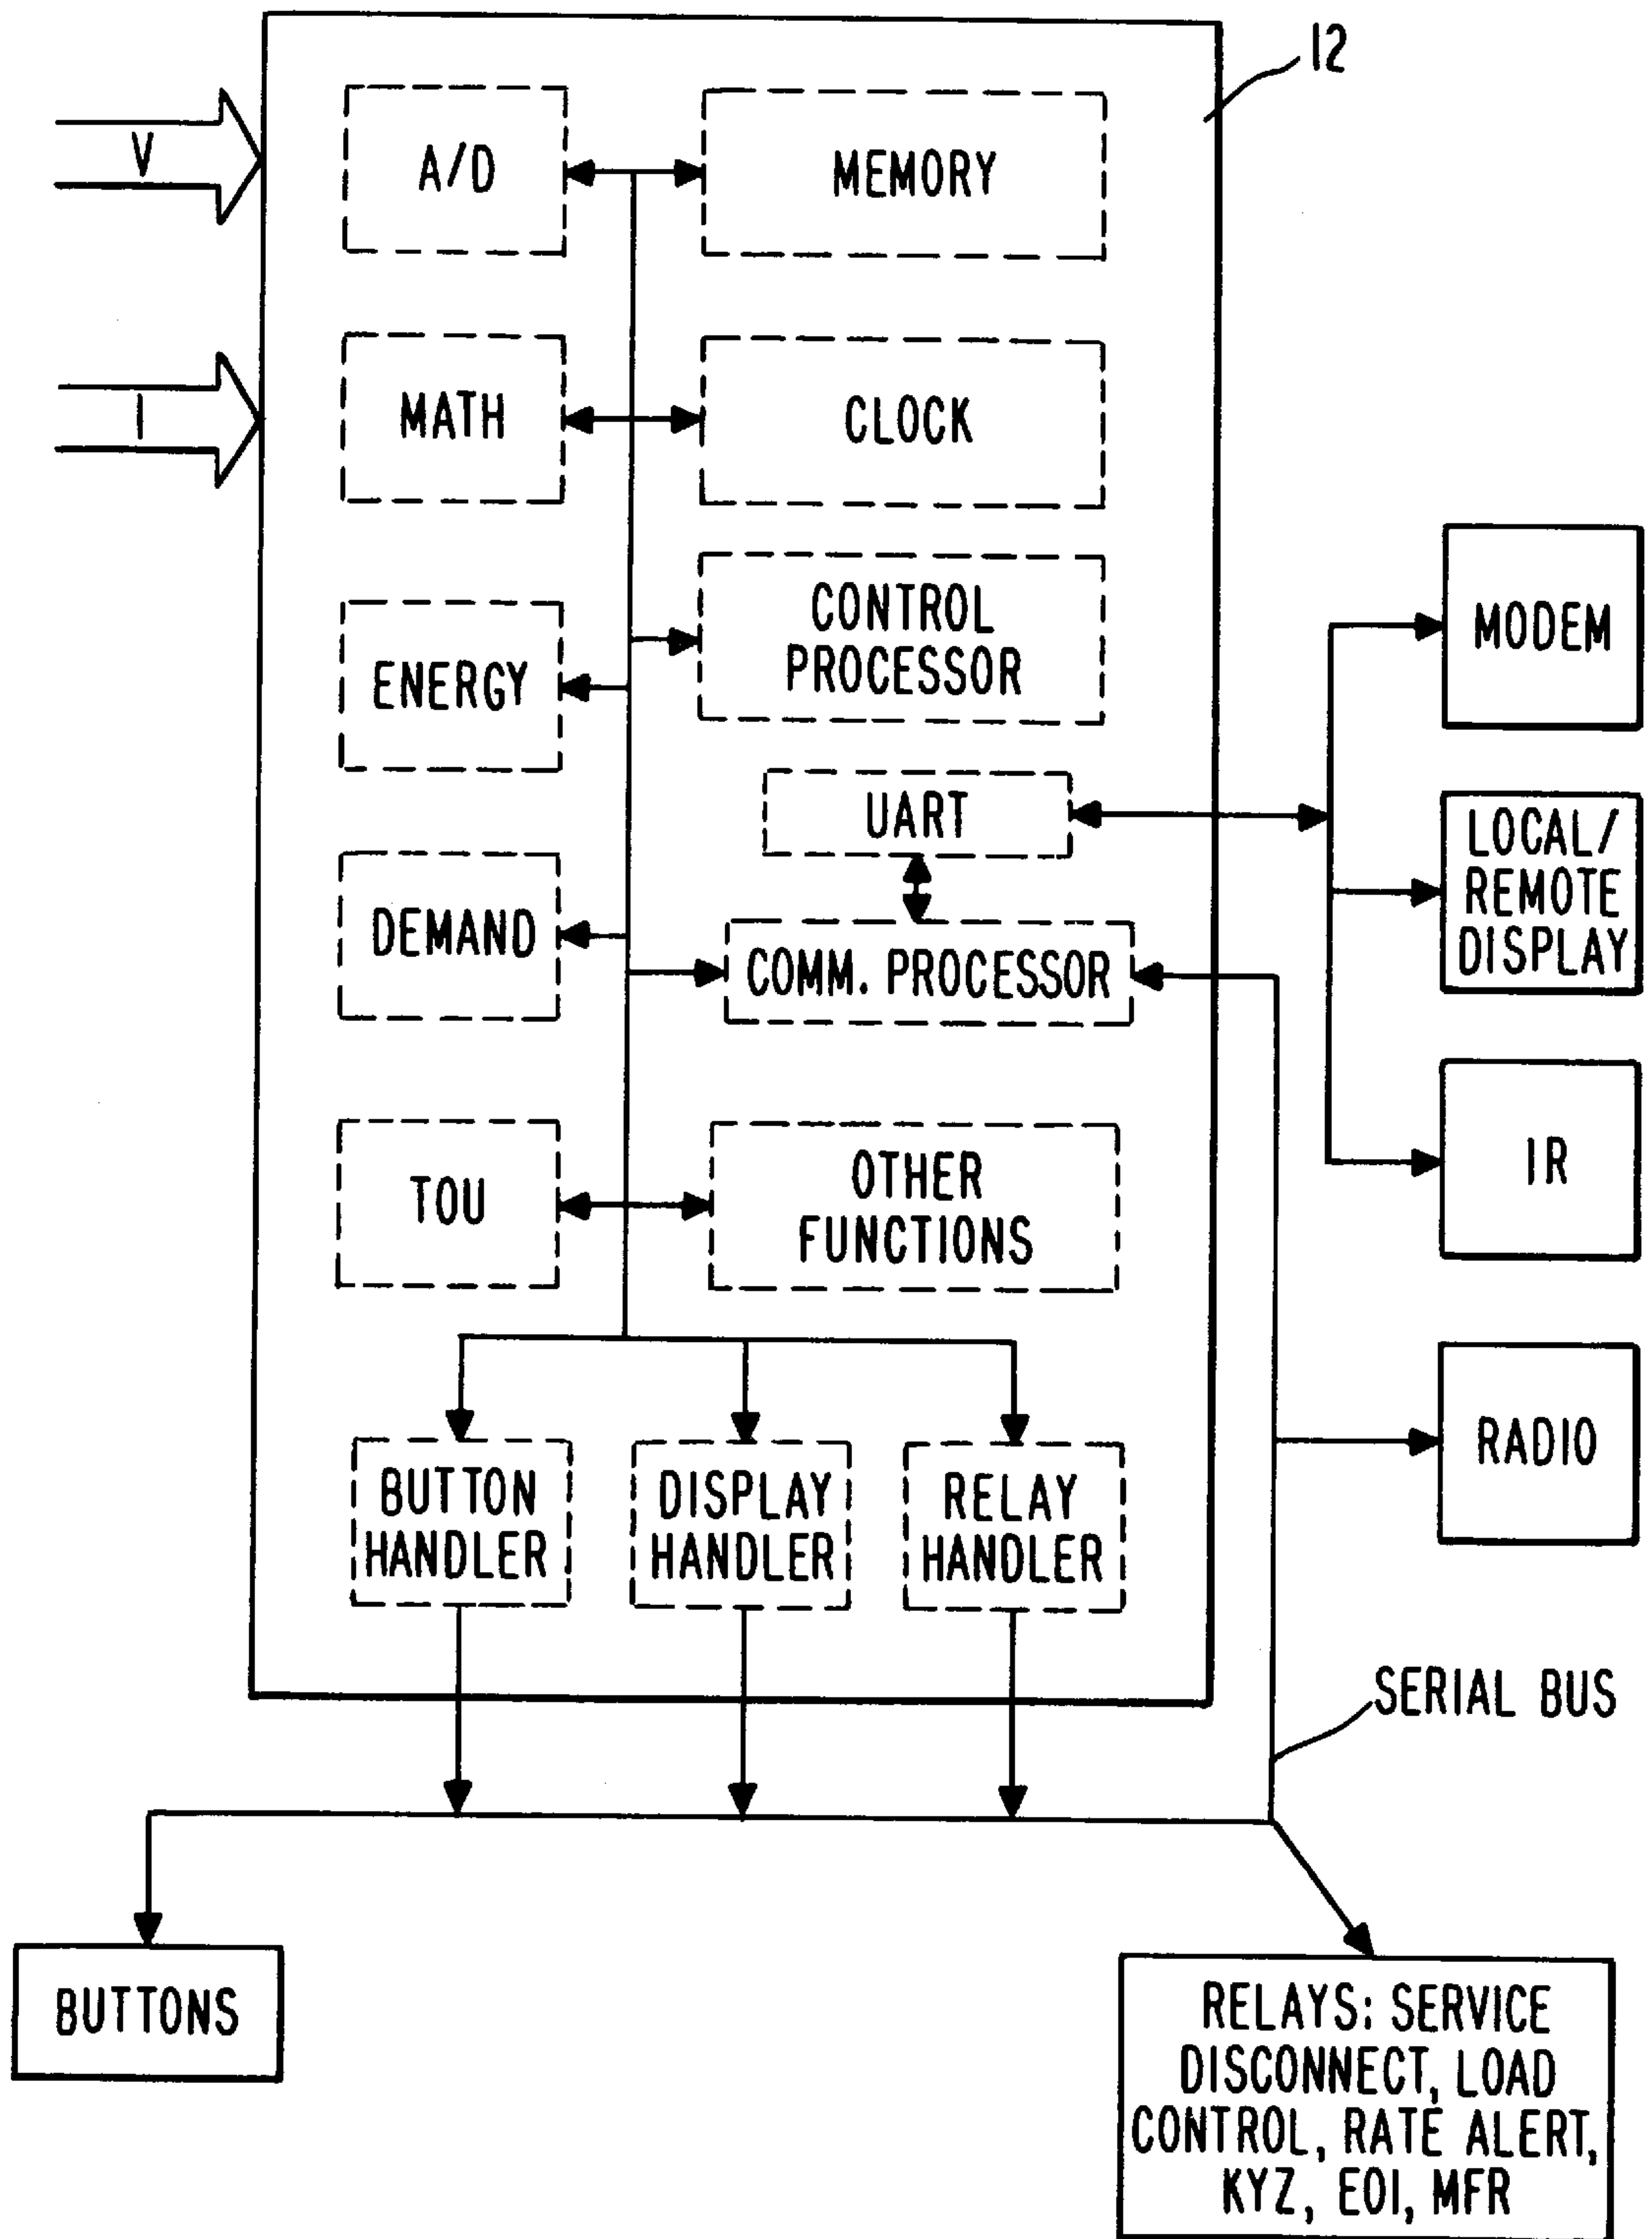 12
V
A/D
MEMORY
I
MATH
CLOCK
CONTROL
PROCESSOR
MODEM
ENERGY
UART
LOCAL/
REMOTE
DISPLAY
DEMAND
COMM. PROCESSOR
IR
TOU
OTHER
FUNCTIONS
RADIO
BUTTON
HANDLER
DISPLAY
HANDLER
RELAY
HANDLER
SERIAL BUS
BUTTONS
RELAYS: SERVICE
DISCONNECT, LOAD
CONTROL, RATE ALERT,
KYZ, EOI, MFR